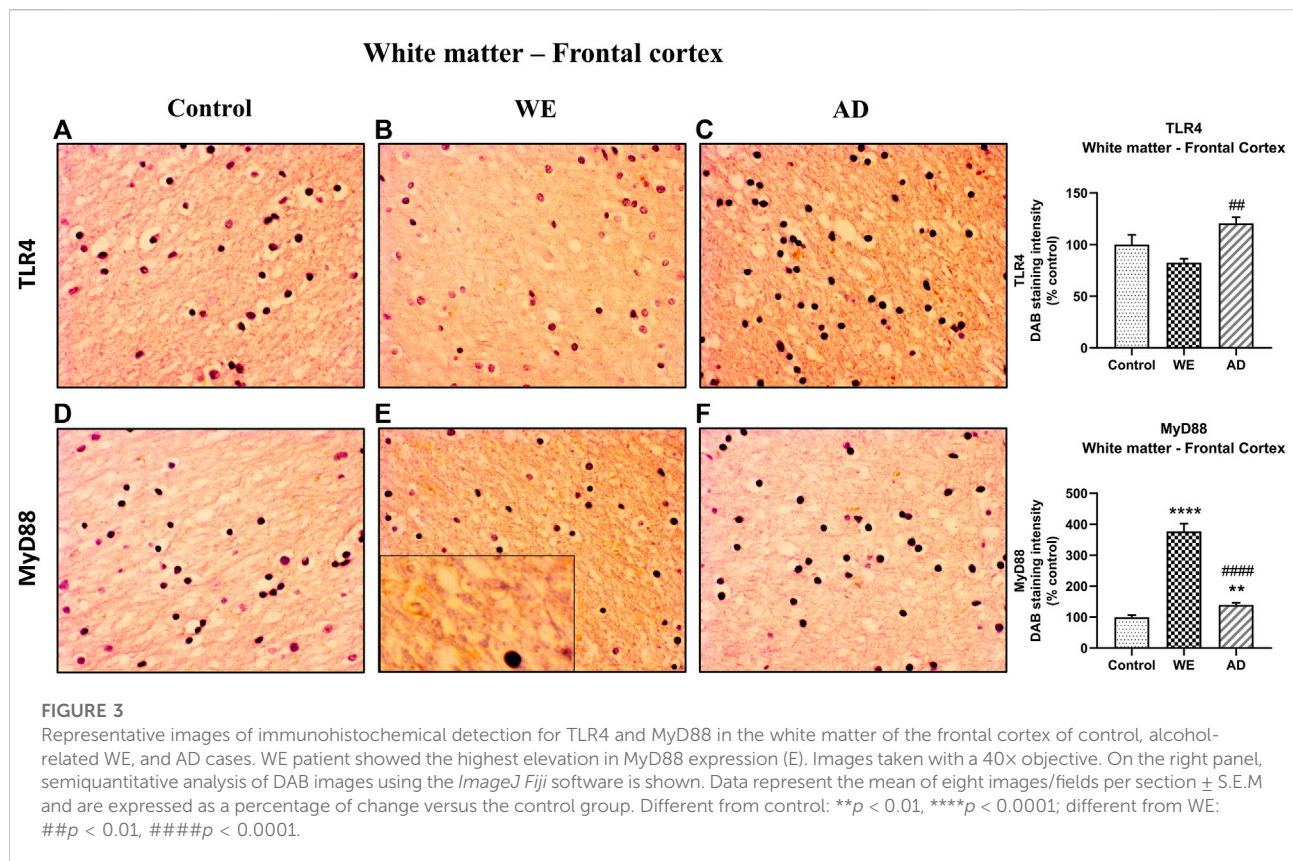 White matter – Frontal cortex
Control
WE
AD
A
B
C
TLR4
D
E
F
MyD88
TLR4
White matter - Frontal Cortex
TLR4
DAB staining intensity
(% control)
150
100
50
0
##
Control
WE
AD
MyD88
White matter - Frontal Cortex
MyD88
DAB staining intensity
(% control)
500
400
300
200
100
0
****
####
**
Control
WE
AD
FIGURE 3
Representative images of immunohistochemical detection for TLR4 and MyD88 in the white matter of the frontal cortex of control, alcohol-
related WE, and AD cases. WE patient showed the highest elevation in MyD88 expression (E). Images taken with a 40× objective. On the right panel,
semiquantitative analysis of DAB images using the ImageJ Fiji software is shown. Data represent the mean of eight images/fields per section ± S.E.M
and are expressed as a percentage of change versus the control group. Different from control: **p < 0.01, ****p < 0.0001; different from WE:
##p < 0.01, ####p < 0.0001.